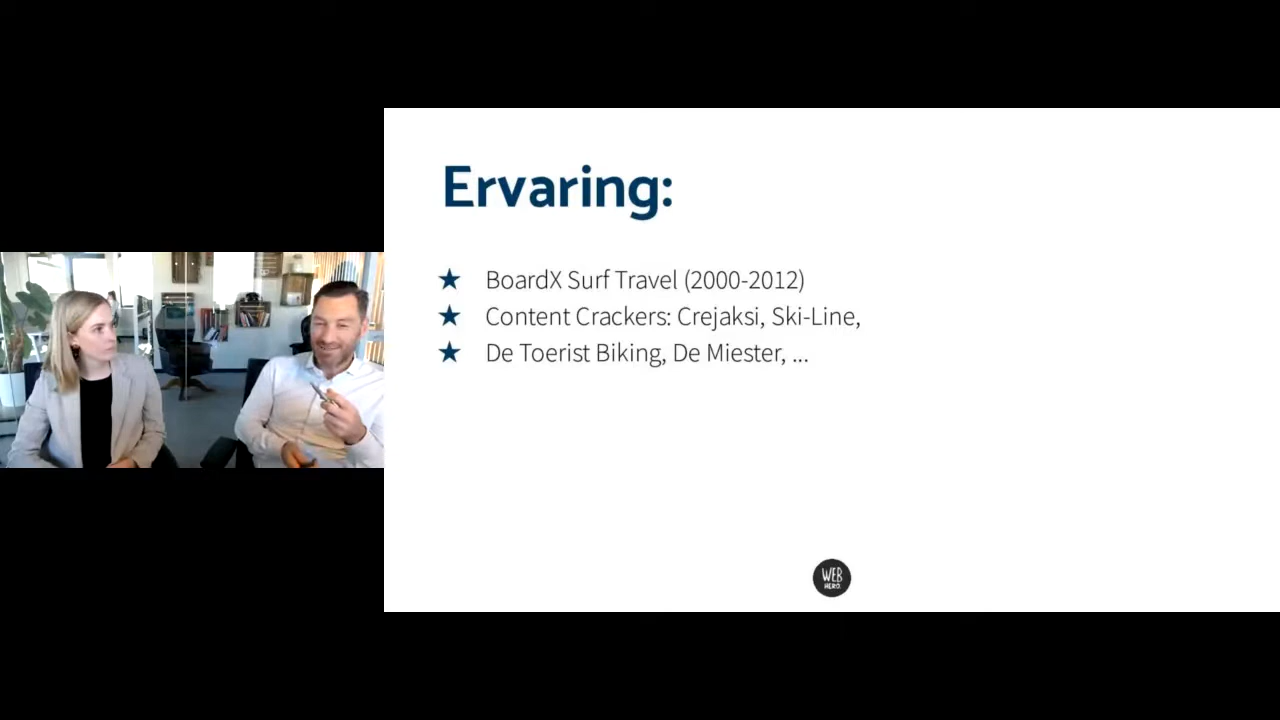 Ervaring:
★ BoardX Surf Travel (2000-2012)
★ Content Crackers: Crejaksi, Ski-Line,
★ De Toerist Biking, De Miester, ...
WEB
HERO